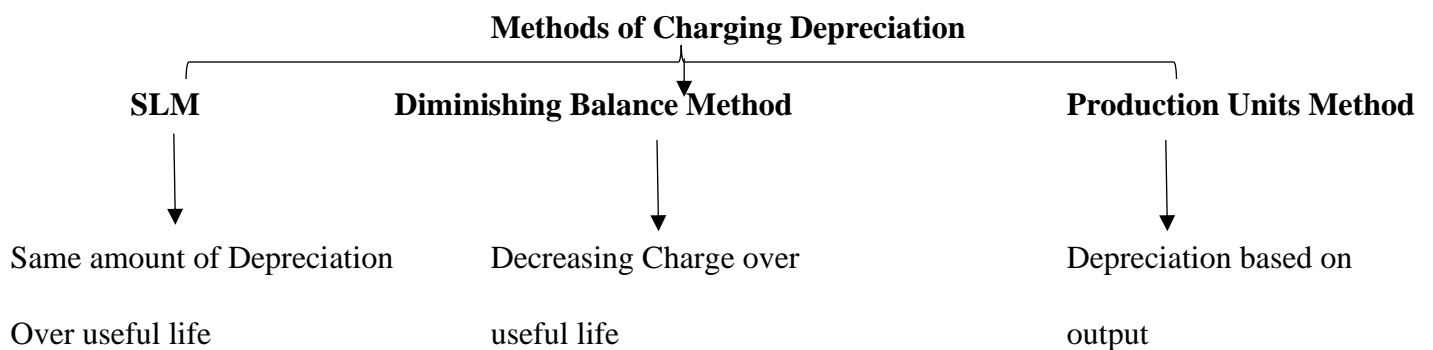 Methods of Charging Depreciation
SLM Diminishing Balance Method Production Units Method
Same amount of Depreciation Decreasing Charge over Depreciation based on
Over useful life useful life output